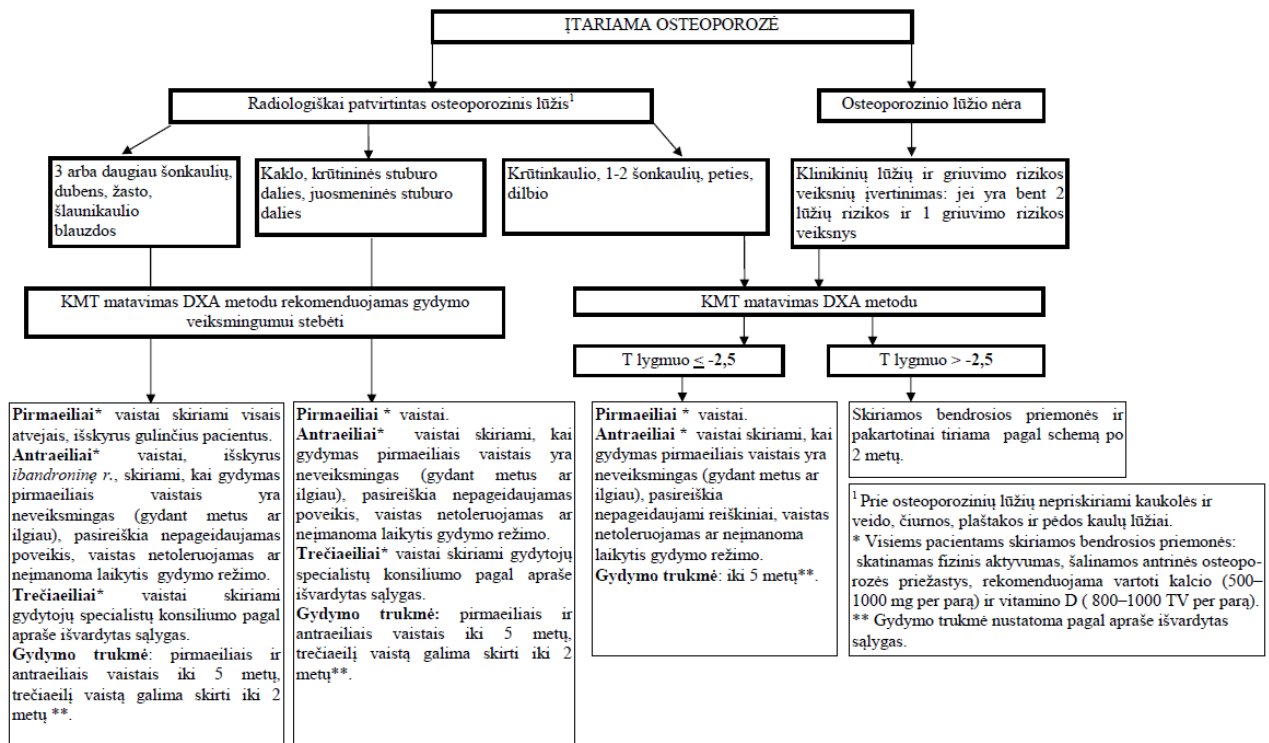 ĮTARIAMA OSTEOPOROZĖ
Radiologiškai patvirtintas osteoporozinis lūžis1
Osteoporozinio lūžio nėra
3 arba daugiau šonkaulių,
dubens, žasto,
šlaunikaulio
blauzdos
Kaklo, krūtininės stuburo
dalies, juosmeninės stuburo
dalies
Krūtinkaulio, 1-2 šonkaulių, peties,
dilbio
Klinikinių lūžių ir griuvimo rizikos
veiksnių įvertinimas: jei yra bent 2
lūžių rizikos ir 1 griuvimo rizikos
veiksnys
KMT matavimas DXA metodu rekomenduojamas gydymo
veiksmingumui stebėti
KMT matavimas DXA metodu
T lygmuo ≤ -2,5
T lygmuo > -2,5
Pirmaeiliai* vaistai skiriami visais
atvejais, išskyrus gulinčius pacientus.
Antraeiliai* vaistai, išskyrus
ibandroninę r., skiriami, kai gydymas
pirmaeiliais vaistais yra
neveiksmingas (gydant metus ar
ilgiau), pasireiškia nepageidaujamas
poveikis, vaistas netoleruojamas ar
neįmanoma laikytis gydymo režimo.
Trečiaeiliai* vaistai skiriami
gydytojų specialistų konsiliumo pagal
apraše išvardytas sąlygas.
Gydymo trukmė: pirmaeiliais ir
antraeiliais vaistais iki 5 metų,
trečiaeilį vaistą galima skirti iki 2
metų **.
Pirmaeiliai * vaistai.
Antraeiliai* vaistai skiriami, kai
gydymas pirmaeiliais vaistais yra
neveiksmingas (gydant metus ar
ilgiau), pasireiškia nepageidaujamas
poveikis, vaistas netoleruojamas ar
neįmanoma laikytis gydymo režimo.
Trečiaeiliai* vaistai skiriami gydytojų
specialistų konsiliumo pagal apraše
išvardytas sąlygas.
Gydymo trukmė: pirmaeiliais ir
antraeiliais vaistais iki 5 metų,
trečiaeilį vaistą galima skirti iki 2
metų**.
Pirmaeiliai * vaistai.
Antraeiliai * vaistai skiriami, kai
gydymas pirmaeiliais vaistais yra
neveiksmingas (gydant metus ar
ilgiau), pasireiškia
nepageidaujami reiškiniai, vaistas
netoleruojamas ar neįmanoma
laikytis gydymo režimo.
Gydymo trukmė: iki 5 metų**.
Skiriamos bendrosios priemonės ir
pakartotinai tiriama pagal schemą po
2 metų.
1 Prie osteoporozinių lūžių nepriskiriami kaukolės ir
veido, čiurnos, plaštakos ir pėdos kaulų lūžiai.
* Visiems pacientams skiriamos bendrosios priemonės:
skatinamas fizinis aktyvumas, šalinamos antrinės osteopo-
rozės priežastys, rekomenduojama vartoti kalcio (500–
1000 mg per parą) ir vitamino D ( 800–1000 TV per parą).
** Gydymo trukmė nustatoma pagal apraše išvardytas
sąlygas.